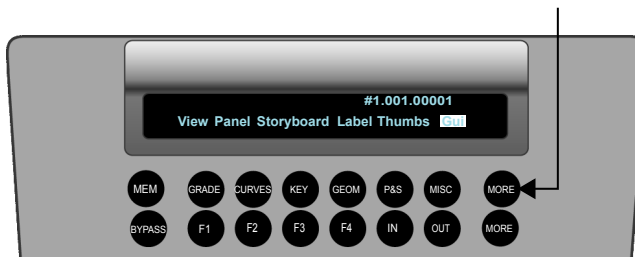 #1.001.00001
View Panel Storyboard Label Thumbs Gui
MEM GRADE CURVES KEY GEOM P&S MISC MORE
BYPASS F1 F2 F3 F4 IN OUT MORE